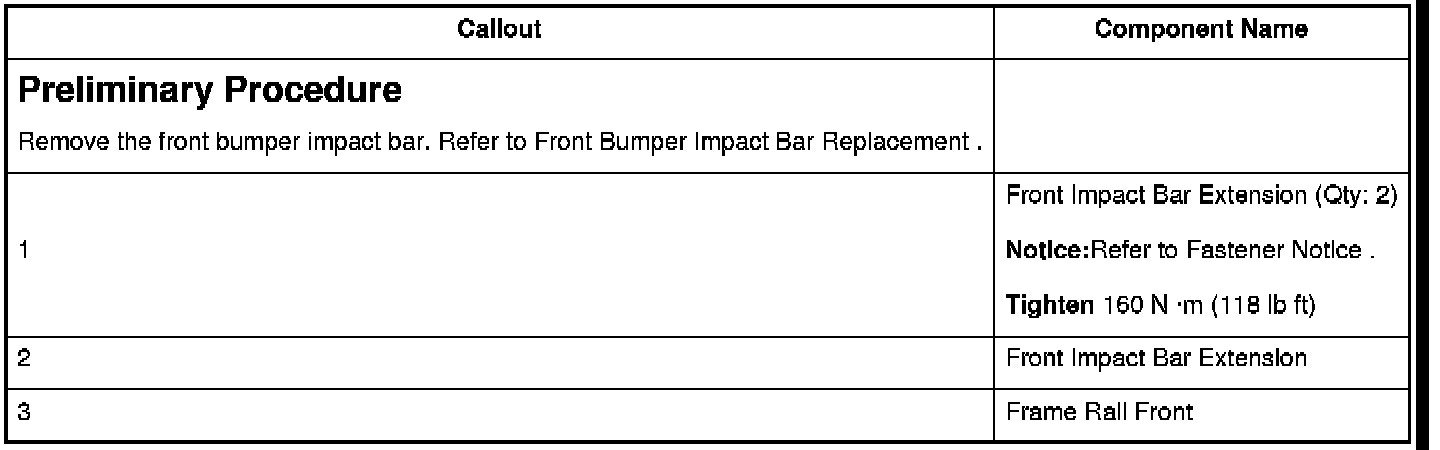 Callout
Component Name
Preliminary Procedure
Remove the front bumper impact bar. Refer to Front Bumper Impact Bar Replacement .
1
Front Impact Bar Extension (Qty: 2)
Notice:Refer to Fastener Notice .
Tighten 160 N ·m (118 lb ft)
2
Front Impact Bar Extension
3
Frame Rail Front